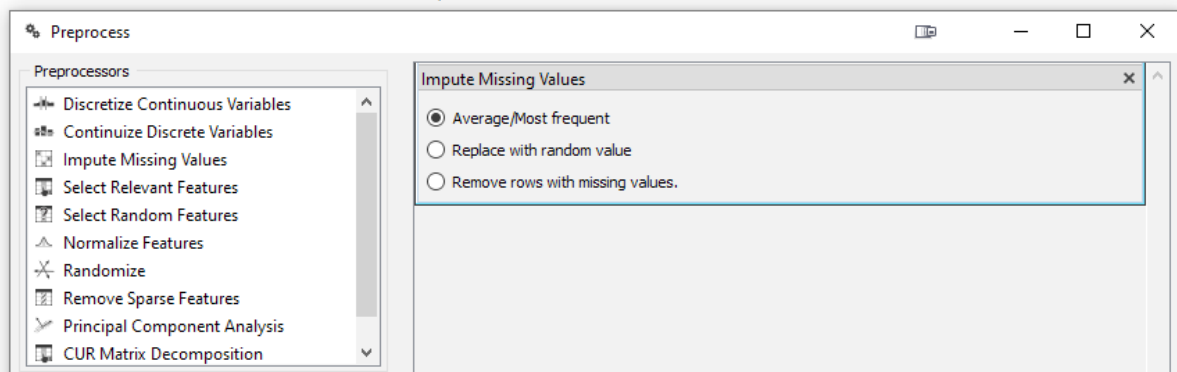 Preprocess
Preprocessors
Discretize Continuous Variables
Continuize Discrete Variables
Impute Missing Values
Select Relevant Features
Select Random Features
Normalize Features
Randomize
Remove Sparse Features
Principal Component Analysis
CUR Matrix Decomposition
Impute Missing Values
Average/Most frequent
Replace with random value
Remove rows with missing values.